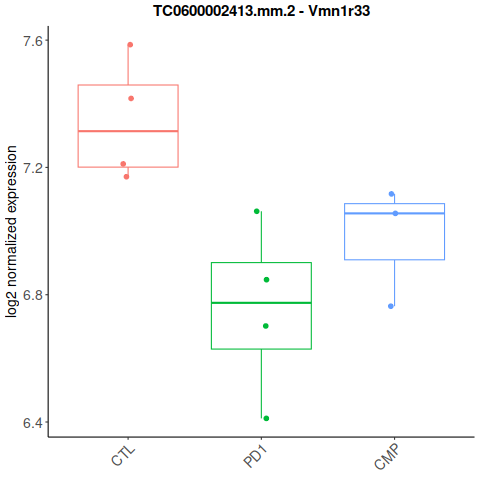 TC0600002413.mm.2 - Vmn1r33
log2 normalized expression
7.6
7.2
6.8
6.4
CTL
PD1
CMP